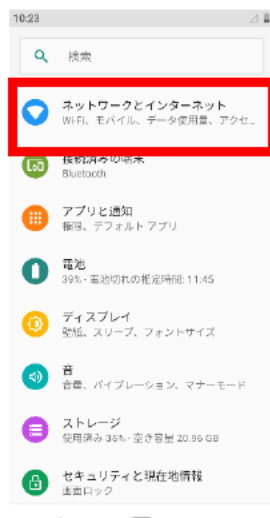 10:23
検索
ネットワークとインターネット
Wi-Fi、モバイル、データ使用量、アクセ...
接続済みの端末
Bluetooth
アプリと通知
権限、デフォルト アプリ
電池
39% - 電池切れの推定時間: 11:45
ディスプレイ
壁紙、スリープ、フォントサイズ
音
音量、バイブレーション、マナーモード
ストレージ
使用済み 36% - 空き容量 20.96 GB
セキュリティと現在地情報
画面ロック